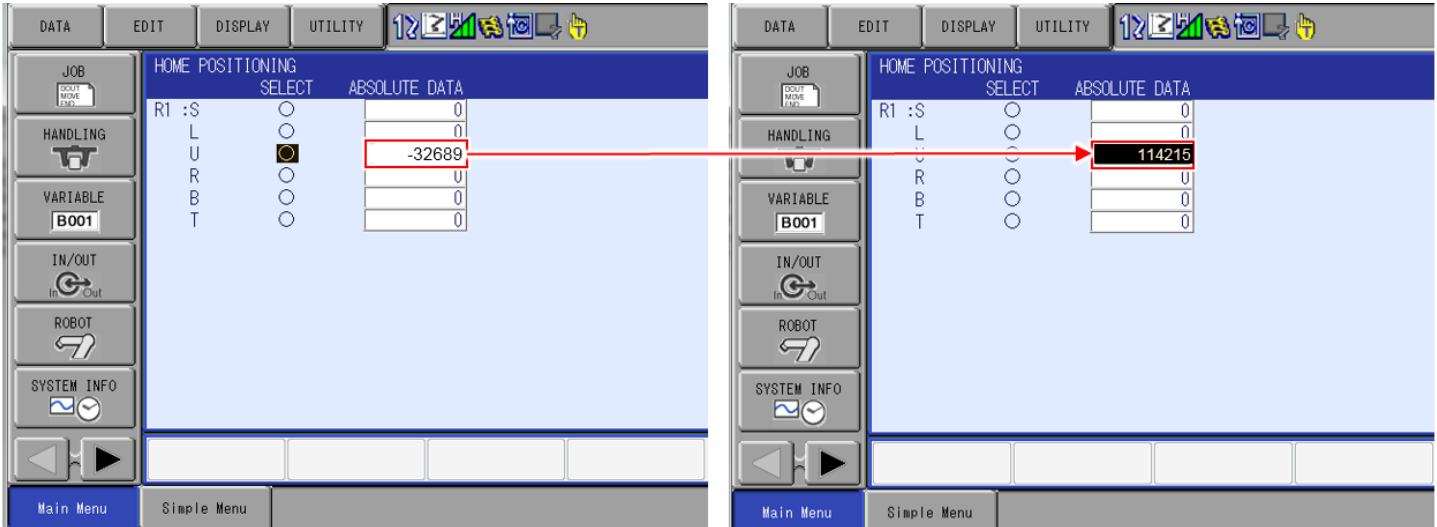 DATA EDIT DISPLAY UTILITY
JOB
DOUT
MOVE
END
HANDLING
VARIABLE
B001
IN/OUT
In Out
ROBOT
SYSTEM INFO
HOME POSITIONING
SELECT ABSOLUTE DATA
R1 :S 0
L 0
U -32689
R 0
B 0
T 0
Main Menu Simple Menu
DATA EDIT DISPLAY UTILITY
JOB
DOUT
MOVE
END
HANDLING
VARIABLE
B001
IN/OUT
In Out
ROBOT
SYSTEM INFO
HOME POSITIONING
SELECT ABSOLUTE DATA
R1 :S 0
L 0
U 114215
R 0
B 0
T 0
Main Menu Simple Menu